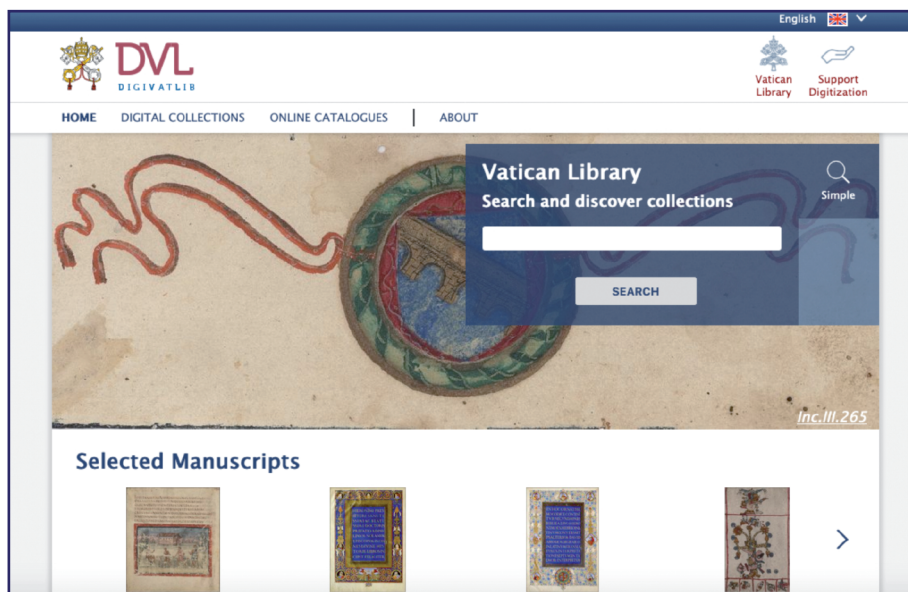 English
DVL
DIGIVATLIB
Vatican
Library
Support
Digitization
HOME DIGITAL COLLECTIONS ONLINE CATALOGUES | ABOUT
Vatican Library
Search and discover collections
Simple
SEARCH
Inc.III.265
Selected Manuscripts